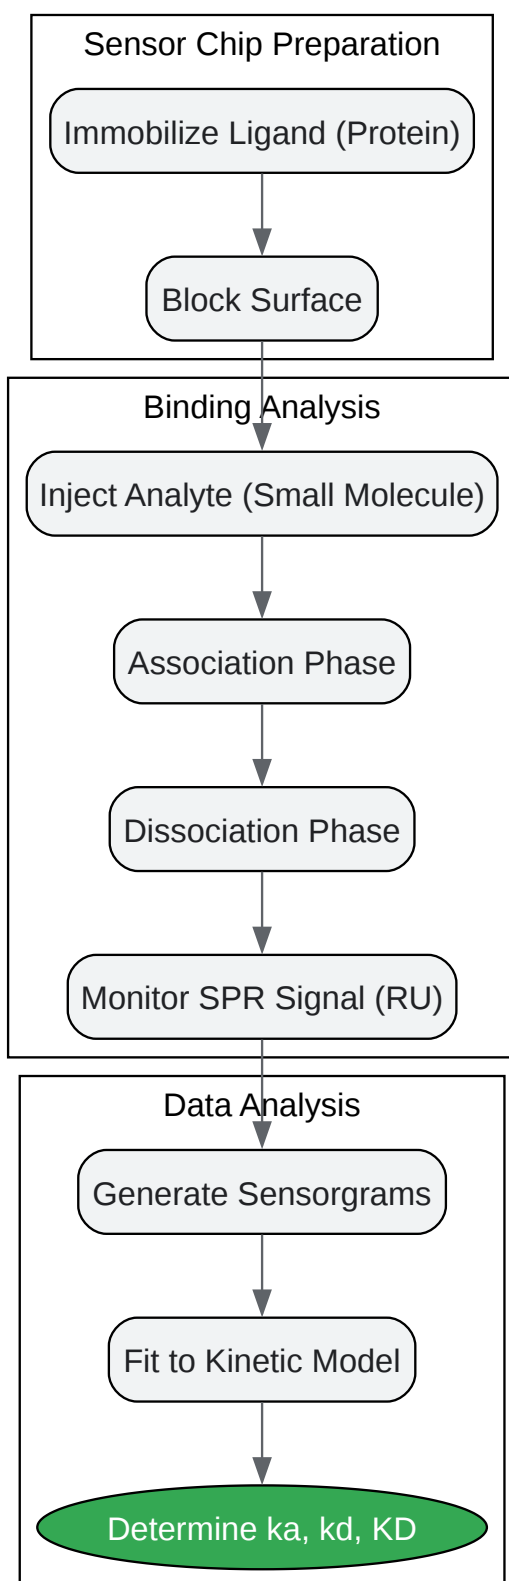 Sensor Chip Preparation
Immobilize Ligand (Protein)
Block Surface
Binding Analysis
Inject Analyte (Small Molecule)
Association Phase
Dissociation Phase
Monitor SPR Signal (RU)
Data Analysis
Generate Sensorgrams
Fit to Kinetic Model
Determine ka, kd, KD